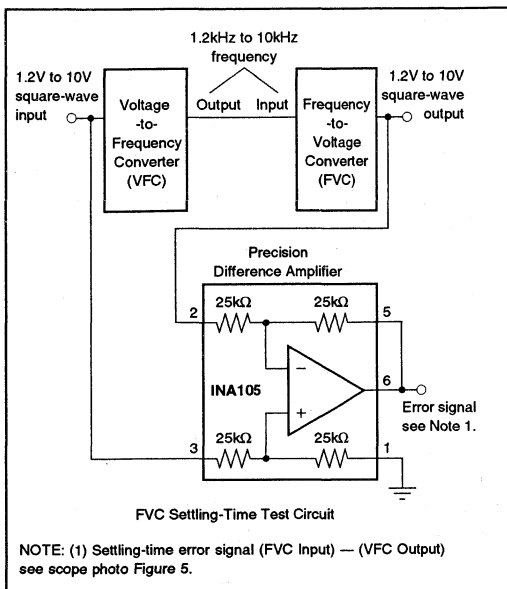 1.2kHz to 10kHz
frequency
1.2V to 10V
square-wave
input
Voltage
-to-
Frequency
Converter
(VFC)
Output
Input
Frequency
-to-
Voltage
Converter
(FVC)
1.2V to 10V
square-wave
output
Precision
Difference Amplifier
2
25kΩ
25kΩ
5
−
INA105
6
+
Error signal
see Note 1.
3
25kΩ
25kΩ
1
FVC Settling-Time Test Circuit
NOTE: (1) Settling-time error signal (FVC Input) — (VFC Output)
see scope photo Figure 5.